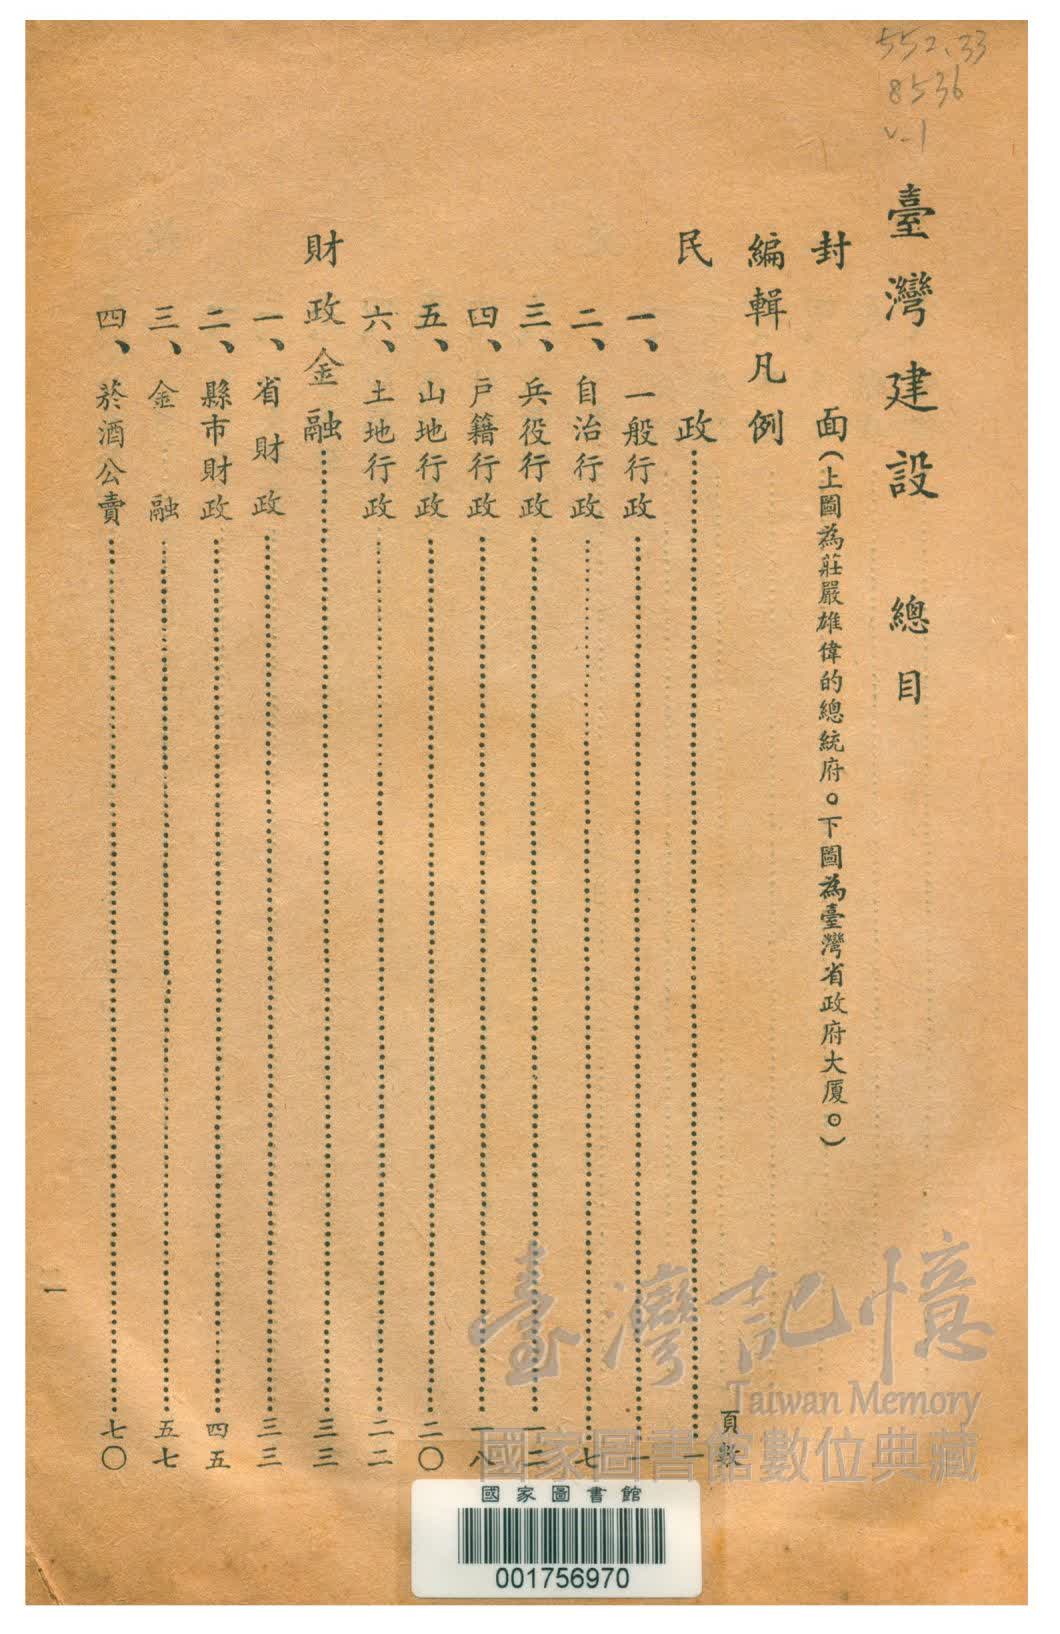 552.33
8536
v-1
臺灣建設 總目
封面(上圖為莊嚴雄偉的總統府。下圖為臺灣省政府大厦。)
編輯凡例
頁數
民政……一
一、一般行政……一
二、自治行政……七
三、兵役行政……一二
四、戶籍行政……一八
五、山地行政……二〇
六、土地行政……二二
財政金融……三三
一、省財政……三三
二、縣市財政……四五
三、金融……五七
四、菸酒公賣……七〇
一
臺灣記憶
Taiwan Memory
國家圖書館數位典藏
國家圖書館
001756970